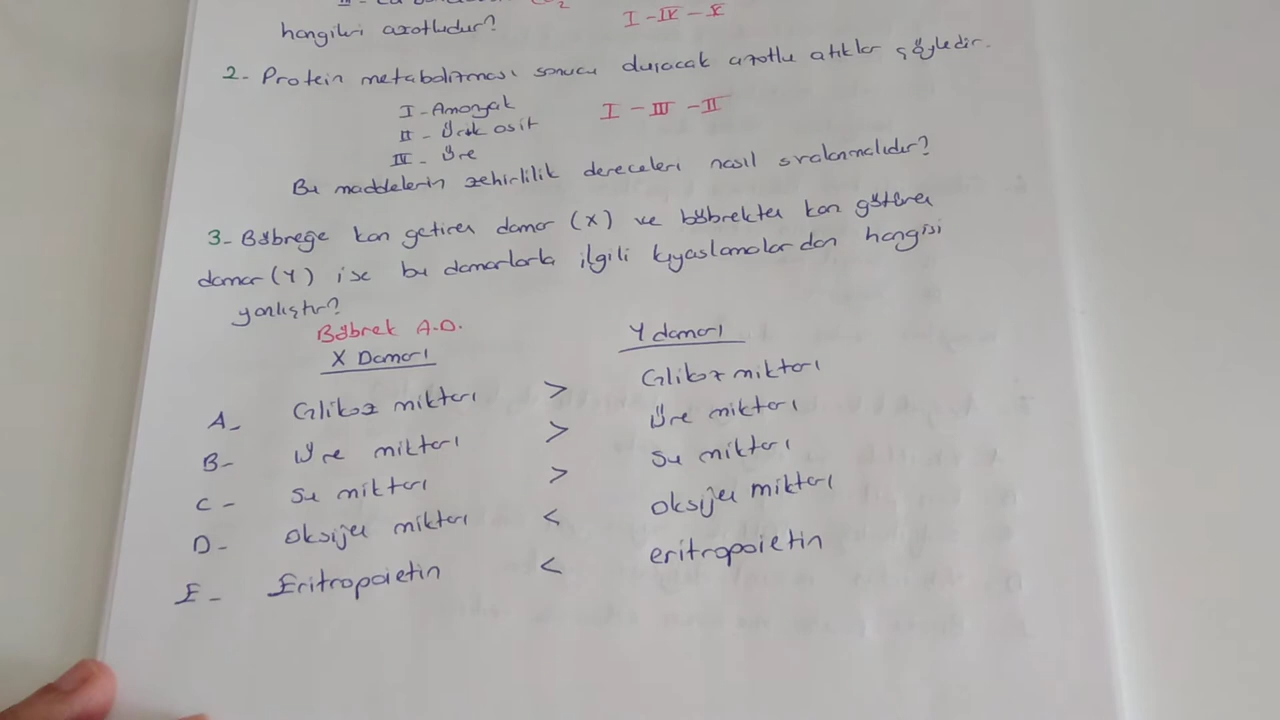 hangileri azotludur?
I - IV - V
2- Protein metabolizması sonucu oluşacak azotlu atıklar şöyledir.
I - Amonyak
I - III - II
II - Ürik asit
IV - Üre
Bu maddelerin zehirlilik dereceleri nasıl sıralanmalıdır?
3- Böbreğe kan getiren damar (X) ve böbrekten kan götüren
damar (Y) ise bu damarlarla ilgili kıyaslamalardan hangisi
yanlıştır?
Böbrek A.D.
X Damarı Y damarı
A- Glikoz miktarı > Glikoz miktarı
B- Üre miktarı > Üre miktarı
C- Su miktarı > Su miktarı
D- Oksijen miktarı < Oksijen miktarı
E- Eritropoietin < eritropoietin